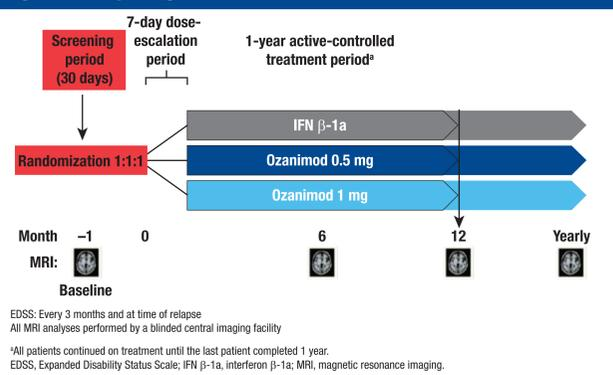 7-day dose-
escalation
period
Screening
period
(30 days)
1-year active-controlled
treatment periodᵃ
IFN β-1a
Randomization 1:1:1
Ozanimod 0.5 mg
Ozanimod 1 mg
Month –1 0 6 12 Yearly
MRI:
Baseline
EDSS: Every 3 months and at time of relapse
All MRI analyses performed by a blinded central imaging facility
ᵃAll patients continued on treatment until the last patient completed 1 year.
EDSS, Expanded Disability Status Scale; IFN β-1a, interferon β-1a; MRI, magnetic resonance imaging.